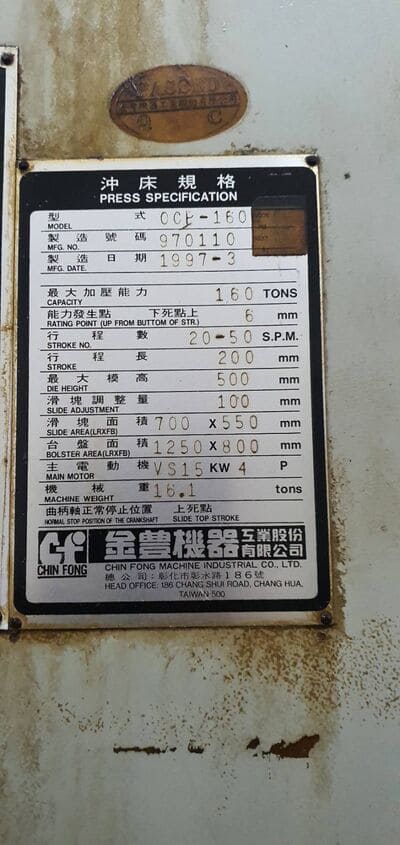 PASSED
Q C
沖床規格
PRESS SPECIFICATION
型式 OCP-160
MODEL
製造號碼 970110
MFG. NO.
製造日期 1997-3
MFG. DATE.
最大加壓能力 160 TONS
CAPACITY
能力發生點 下死點上 6 mm
RATING POINT (UP FROM BUTTOM OF STR.)
行程數 20-50 S.P.M.
STROKE NO.
行程長 200 mm
STROKE
最大模高 500 mm
DIE HEIGHT
滑塊調整量 100 mm
SLIDE ADJUSTMENT
滑塊面積 700 X 550 mm
SLIDE AREA(LRXFB)
台盤面積 1250 X 800 mm
BOLSTER AREA(LRXFB)
主電動機 VS15 KW 4 P
MAIN MOTOR
機械重 16.1 tons
MACHINE WEIGHT
曲柄軸正常停止位置 上死點
NORMAL STOP POSITION OF THE CRANKSHAFT SLIDE TOP STROKE
CHIN FONG 金豊機器工業股份有限公司
CHIN FONG MACHINE INDUSTRIAL CO., LTD.
總公司:彰化市彰水路186號
HEAD OFFICE: 186 CHANG SHUI ROAD, CHANG HUA,
TAIWAN 500